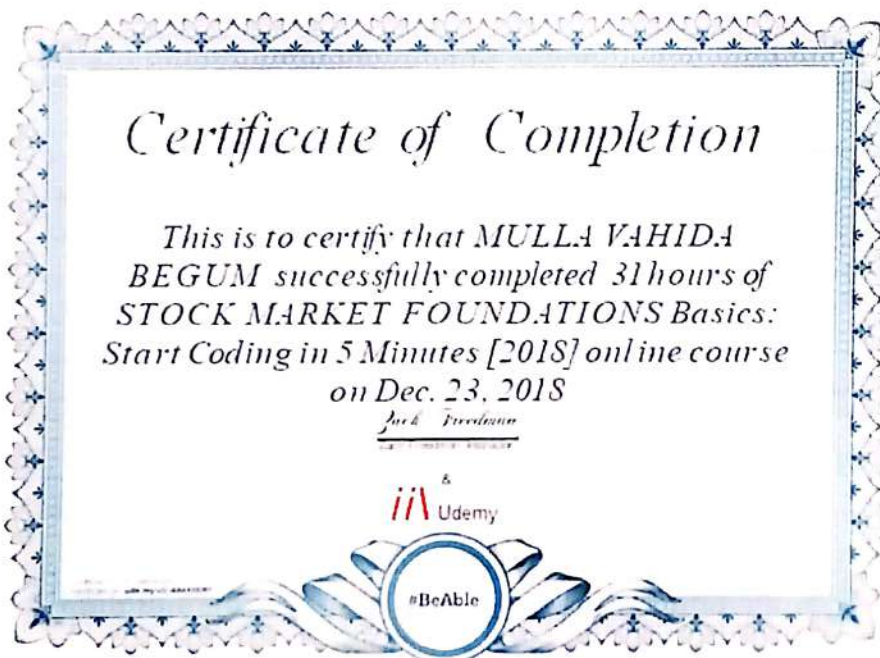 Certificate of Completion
This is to certify that MULLA VAHIDA
BEGUM successfully completed 31 hours of
STOCK MARKET FOUNDATIONS Basics:
Start Coding in 5 Minutes [2018] online course
on Dec. 23, 2018
&
Udemy
#BeAble